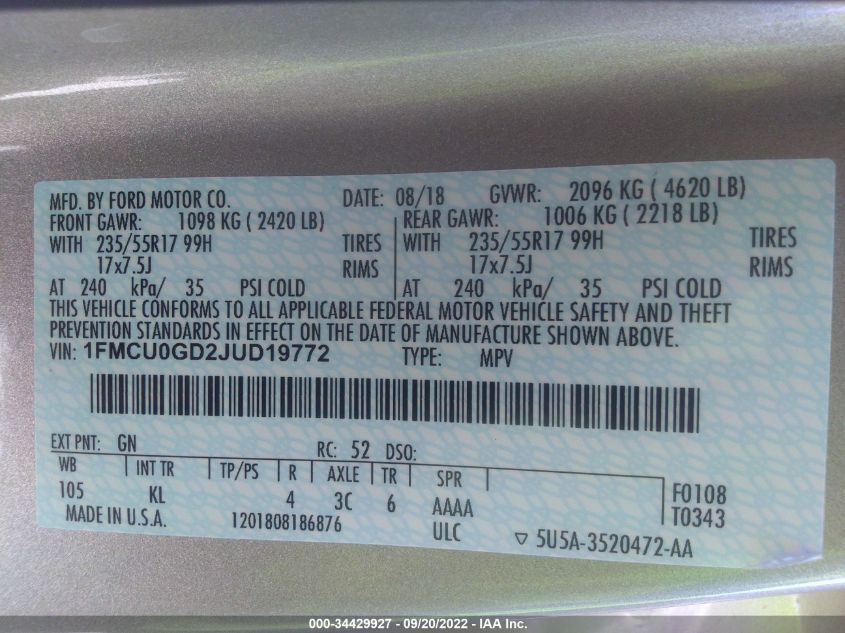 MFD. BY FORD MOTOR CO. DATE: 08/18 GVWR: 2096 KG ( 4620 LB)
FRONT GAWR: 1098 KG ( 2420 LB) REAR GAWR: 1006 KG ( 2218 LB)
WITH 235/55R17 99H TIRES WITH 235/55R17 99H TIRES
17x7.5J RIMS 17x7.5J RIMS
AT 240 kPa/ 35 PSI COLD AT 240 kPa/ 35 PSI COLD
THIS VEHICLE CONFORMS TO ALL APPLICABLE FEDERAL MOTOR VEHICLE SAFETY AND THEFT
PREVENTION STANDARDS IN EFFECT ON THE DATE OF MANUFACTURE SHOWN ABOVE.
VIN: 1FMCU0GD2JUD19772 TYPE: MPV
EXT PNT: GN RC: 52 DSO:
WB INT TR TP/PS R AXLE TR SPR F0108
105 KL 4 3C 6 AAAA T0343
MADE IN U.S.A. 1201808186876 ULC ▽ 5U5A-3520472-AA
000-34429927 - 09/20/2022 - IAA Inc.